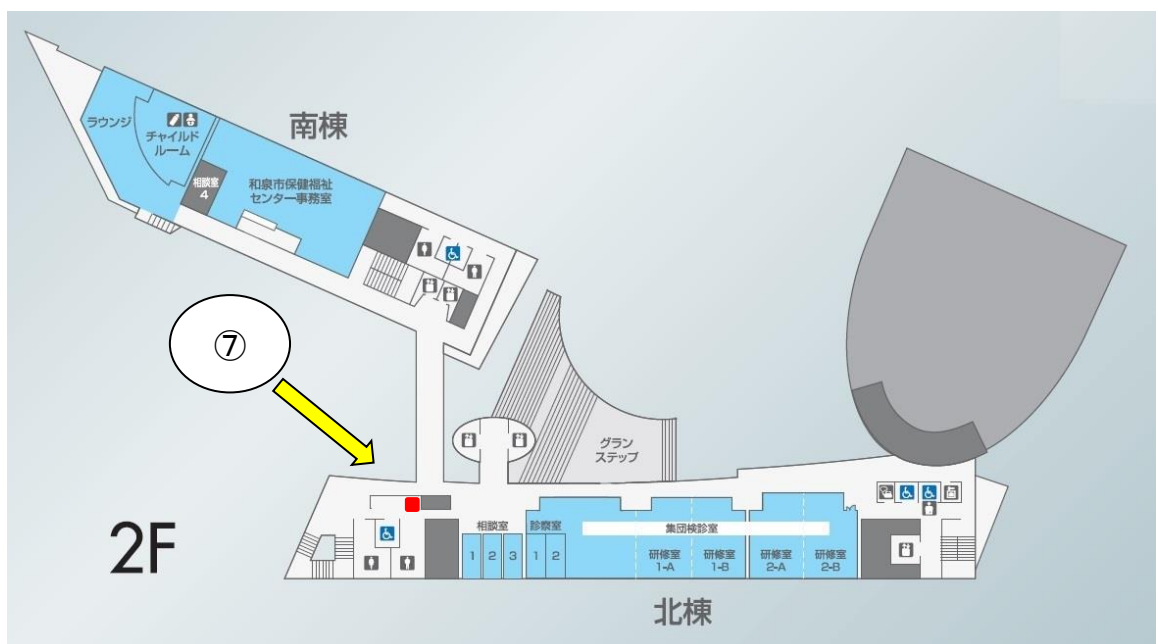 南棟
ラウンジ
チャイルド
ルーム
相談室
4
和泉市保健福祉
センター事務室
⑦
グラン
ステップ
2F
相談室
1 2 3
診察室
1 2
集団検診室
研修室
1-A
研修室
1-B
研修室
2-A
研修室
2-B
北棟